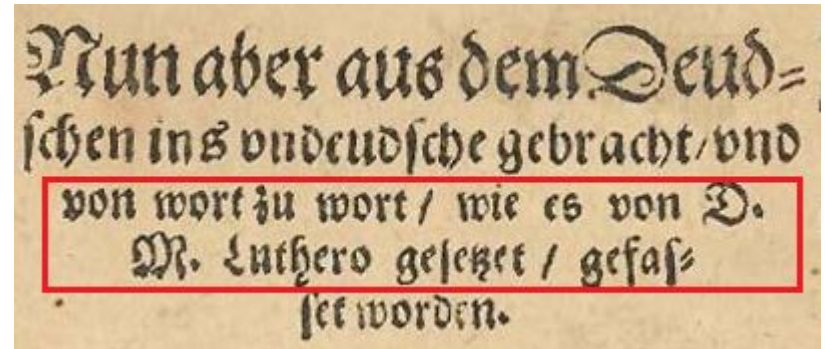 Nun aber aus dem Deud⸗
ſchen ins vndeudſche gebracht/ vnd
von wort zu wort / wie es von D.
M. Luthero geſetzet / gefaſ⸗
ſet worden.